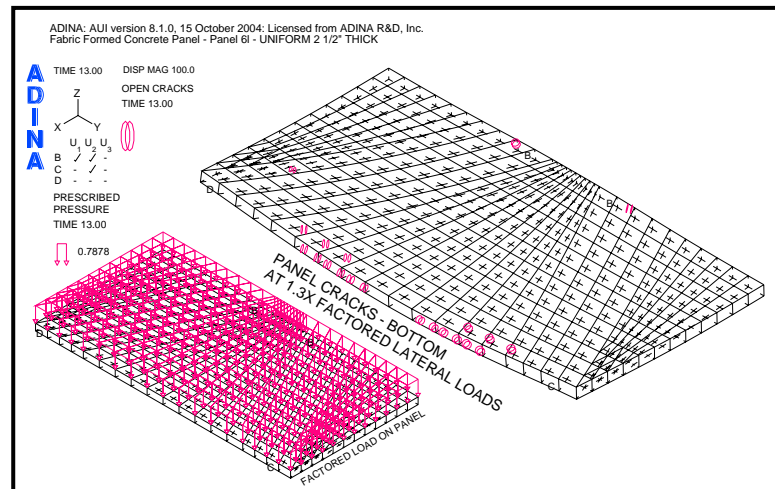 ADINA: AUI version 8.1.0, 15 October 2004: Licensed from ADINA R&D, Inc.
Fabric Formed Concrete Panel - Panel 6l - UNIFORM 2 1/2" THICK
ADINA
TIME 13.00
DISP MAG 100.0
OPEN CRACKS
TIME 13.00
Z
X Y
U1 U2 U3
B ✓ ✓ -
C - ✓ -
D - - -
PRESCRIBED
PRESSURE
TIME 13.00
0.7878
B
B
D
C
PANEL CRACKS - BOTTOM
AT 1.3X FACTORED LATERAL LOADS
B
B
D
C
FACTORED LOAD ON PANEL